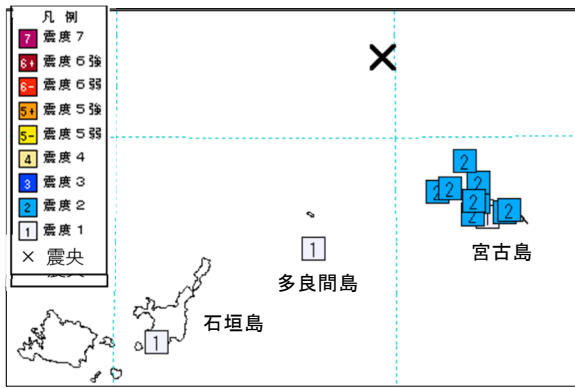 凡 例
7 震度７
6+ 震度６強
6- 震度６弱
5+ 震度５強
5- 震度５弱
4 震度４
3 震度３
2 震度２
1 震度１
× 震央
2
2
2
2
2
2
2
宮古島
1
多良間島
石垣島
1